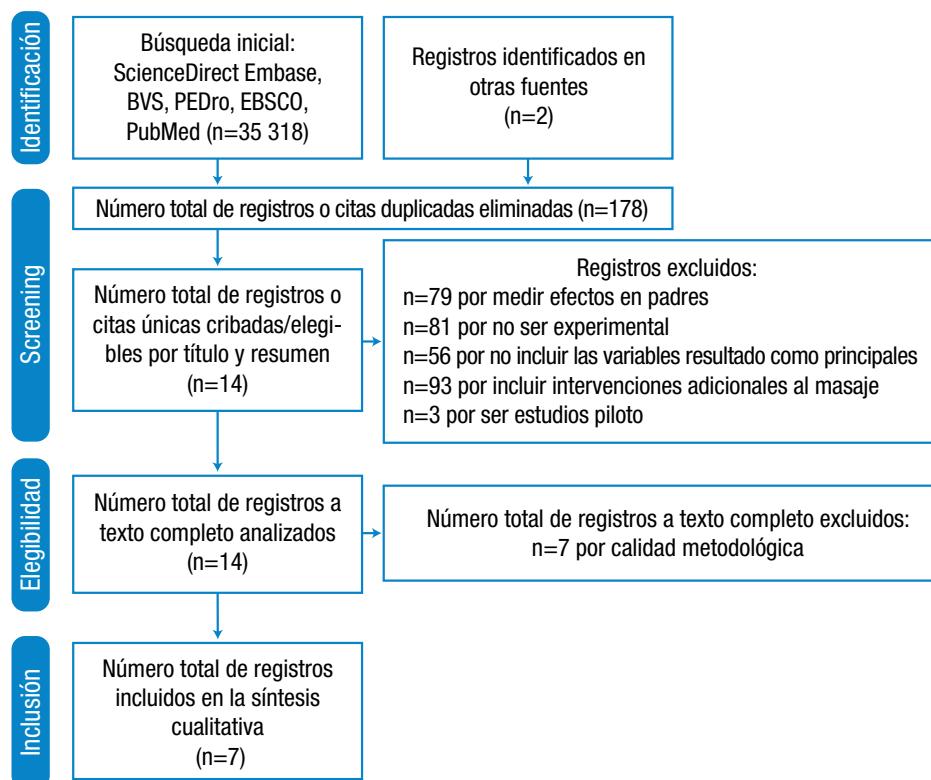 Identificación
Búsqueda inicial:
ScienceDirect Embase,
BVS, PEDro, EBSCO,
PubMed (n=35 318)
Registros identificados en
otras fuentes
(n=2)
Screening
Número total de registros o citas duplicadas eliminadas (n=178)
Número total de registros o
citas únicas cribadas/elegi-
bles por título y resumen
(n=14)
Registros excluidos:
n=79 por medir efectos en padres
n=81 por no ser experimental
n=56 por no incluir las variables resultado como principales
n=93 por incluir intervenciones adicionales al masaje
n=3 por ser estudios piloto
Elegibilidad
Número total de registros a
texto completo analizados
(n=14)
Número total de registros a texto completo excluidos:
n=7 por calidad metodológica
Inclusión
Número total de registros
incluidos en la síntesis
cualitativa
(n=7)